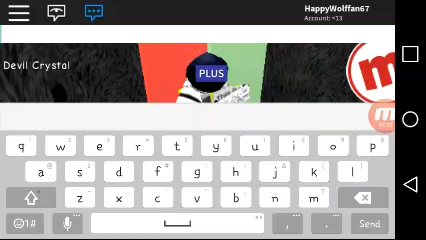 HappyWolffan67
Account: <13
Devil Crystal
PLUS
m
q w e r t y u i o p
a s d f g h j k l
z x c v b n m
!#1 , . Send